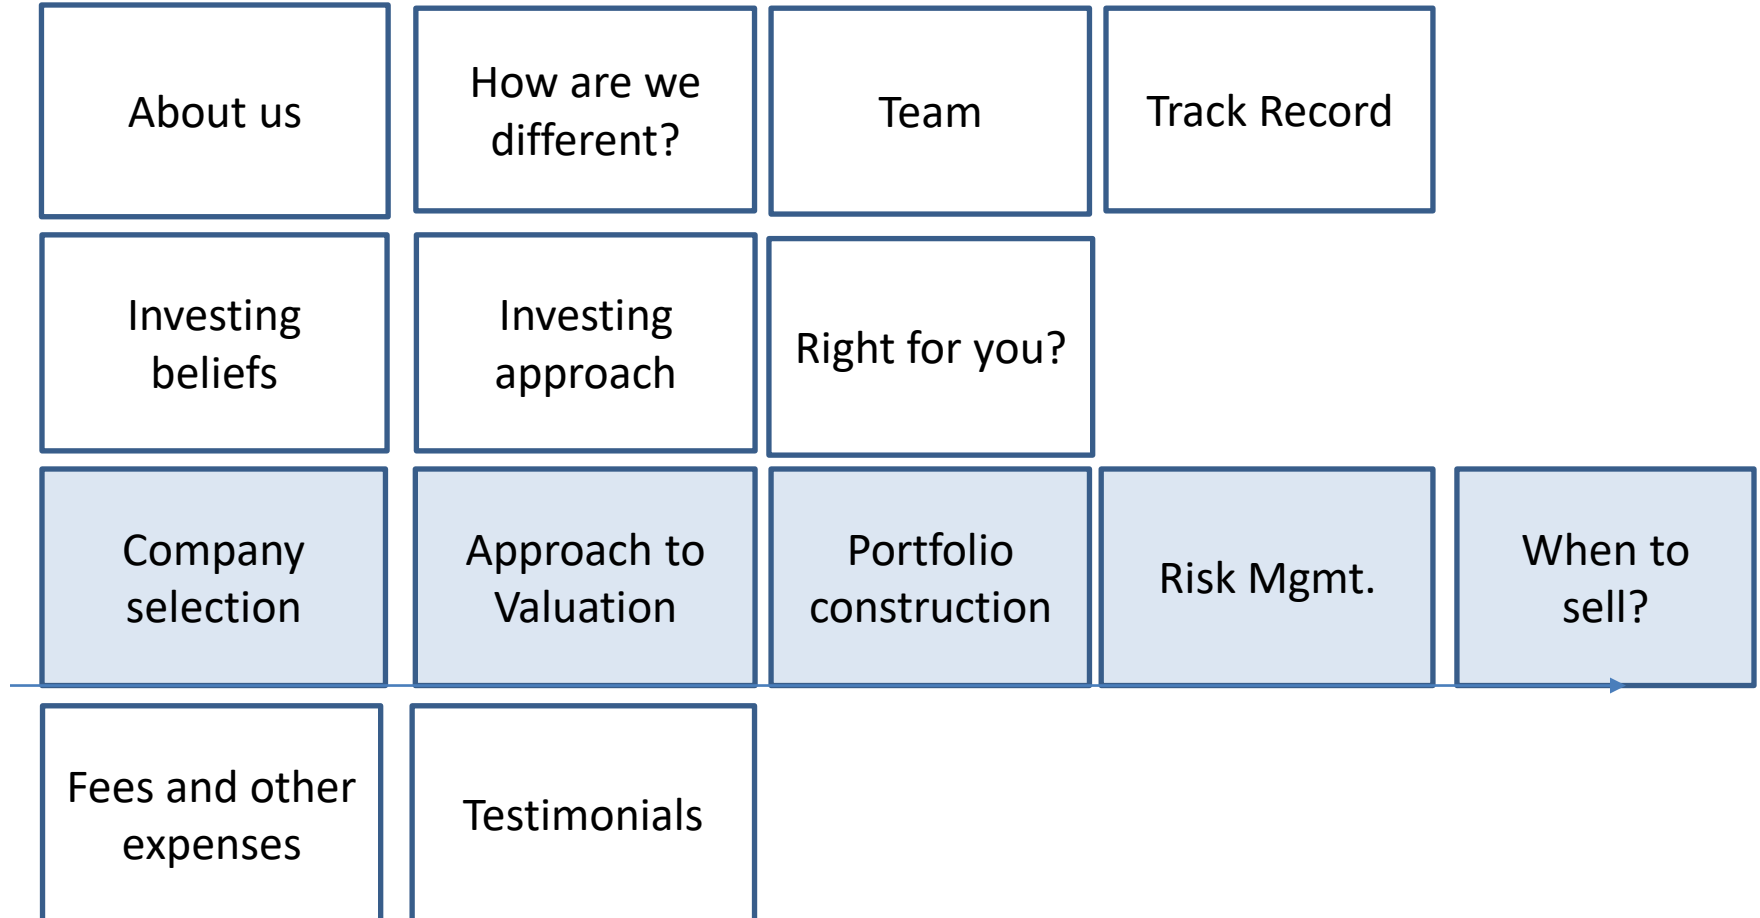 About us
How are we
different?
Team
Track Record
Investing
beliefs
Investing
approach
Right for you?
Company
selection
Approach to
Valuation
Portfolio
construction
Risk Mgmt.
When to
sell?
Fees and other
expenses
Testimonials